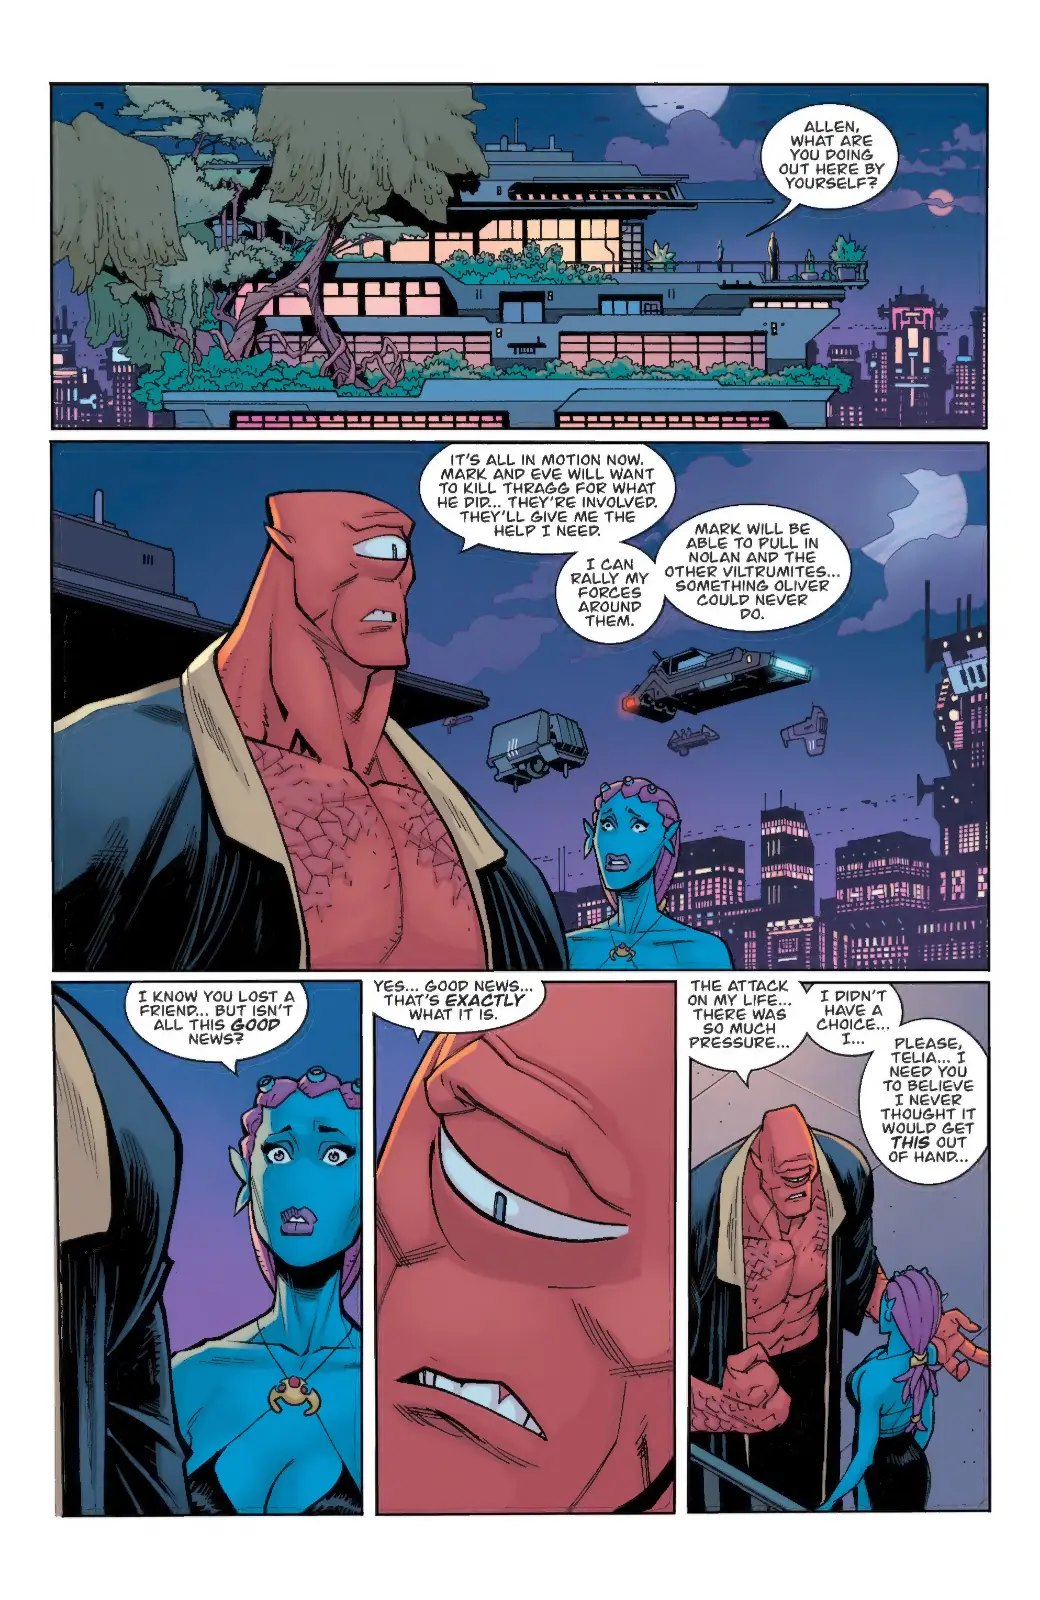 ALLEN,
WHAT ARE
YOU DOING
OUT HERE BY
YOURSELF?
IT'S ALL IN MOTION NOW.
MARK AND EVE WILL WANT
TO KILL THRAGG FOR WHAT
HE DID... THEY'RE INVOLVED.
THEY'LL GIVE ME THE
HELP I NEED.
I CAN
RALLY MY
FORCES
AROUND
THEM.
MARK WILL BE
ABLE TO PULL IN
NOLAN AND THE
OTHER VILTRUMITES...
SOMETHING OLIVER
COULD NEVER
DO.
I KNOW YOU LOST A
FRIEND... BUT ISN'T
ALL THIS GOOD
NEWS?
YES... GOOD NEWS...
THAT'S EXACTLY
WHAT IT IS.
THE ATTACK
ON MY LIFE...
THERE WAS
SO MUCH
PRESSURE...
I DIDN'T
HAVE A
CHOICE...
I...
PLEASE,
TELIA... I
NEED YOU
TO BELIEVE
I NEVER
THOUGHT IT
WOULD GET
THIS OUT
OF HAND...